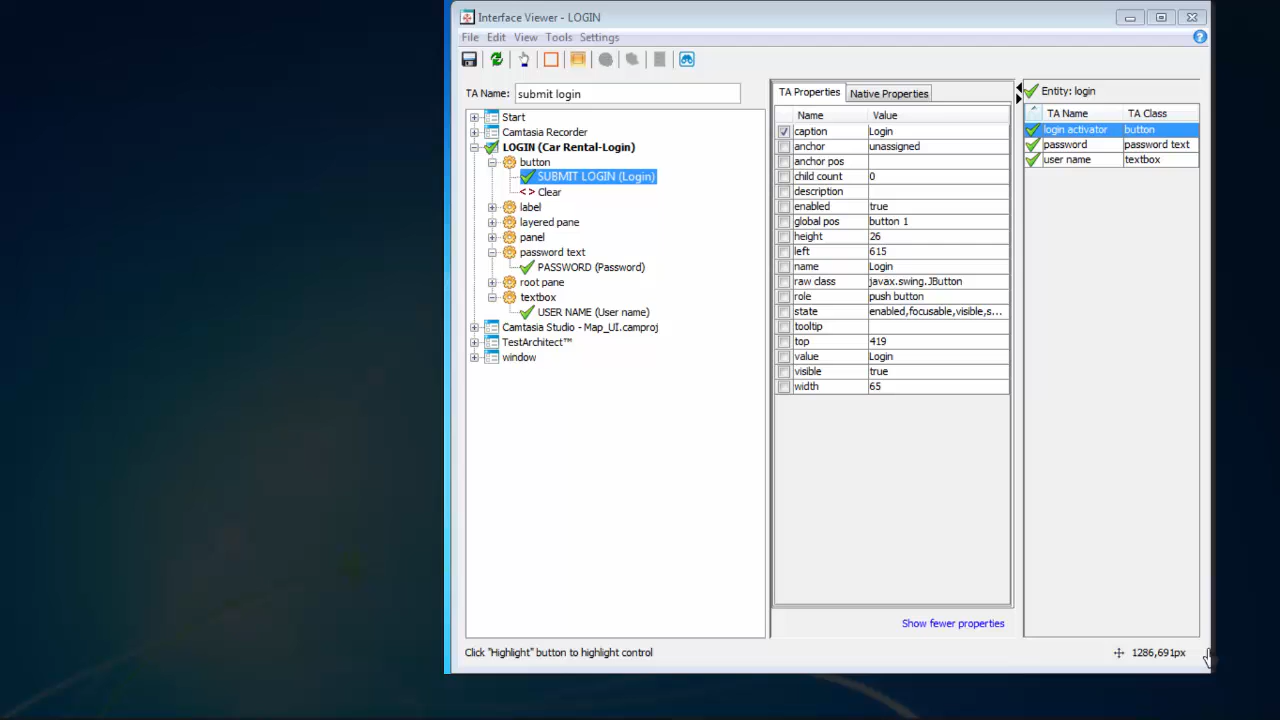 Interface Viewer - LOGIN
File Edit View Tools Settings
?
TA Name: submit login
Start
Camtasia Recorder
LOGIN (Car Rental-Login)
button
SUBMIT LOGIN (Login)
<> Clear
label
layered pane
panel
password text
PASSWORD (Password)
root pane
textbox
USER NAME (User name)
Camtasia Studio - Map_UI.camproj
TestArchitect™
window
TA Properties Native Properties
Name Value
caption Login
anchor unassigned
anchor pos
child count 0
description
enabled true
global pos button 1
height 26
left 615
name Login
raw class javax.swing.JButton
role push button
state enabled,focusable,visible,s...
tooltip
top 419
value Login
visible true
width 65
Show fewer properties
Entity: login
TA Name TA Class
login activator button
password password text
user name textbox
Click "Highlight" button to highlight control
1286,691px